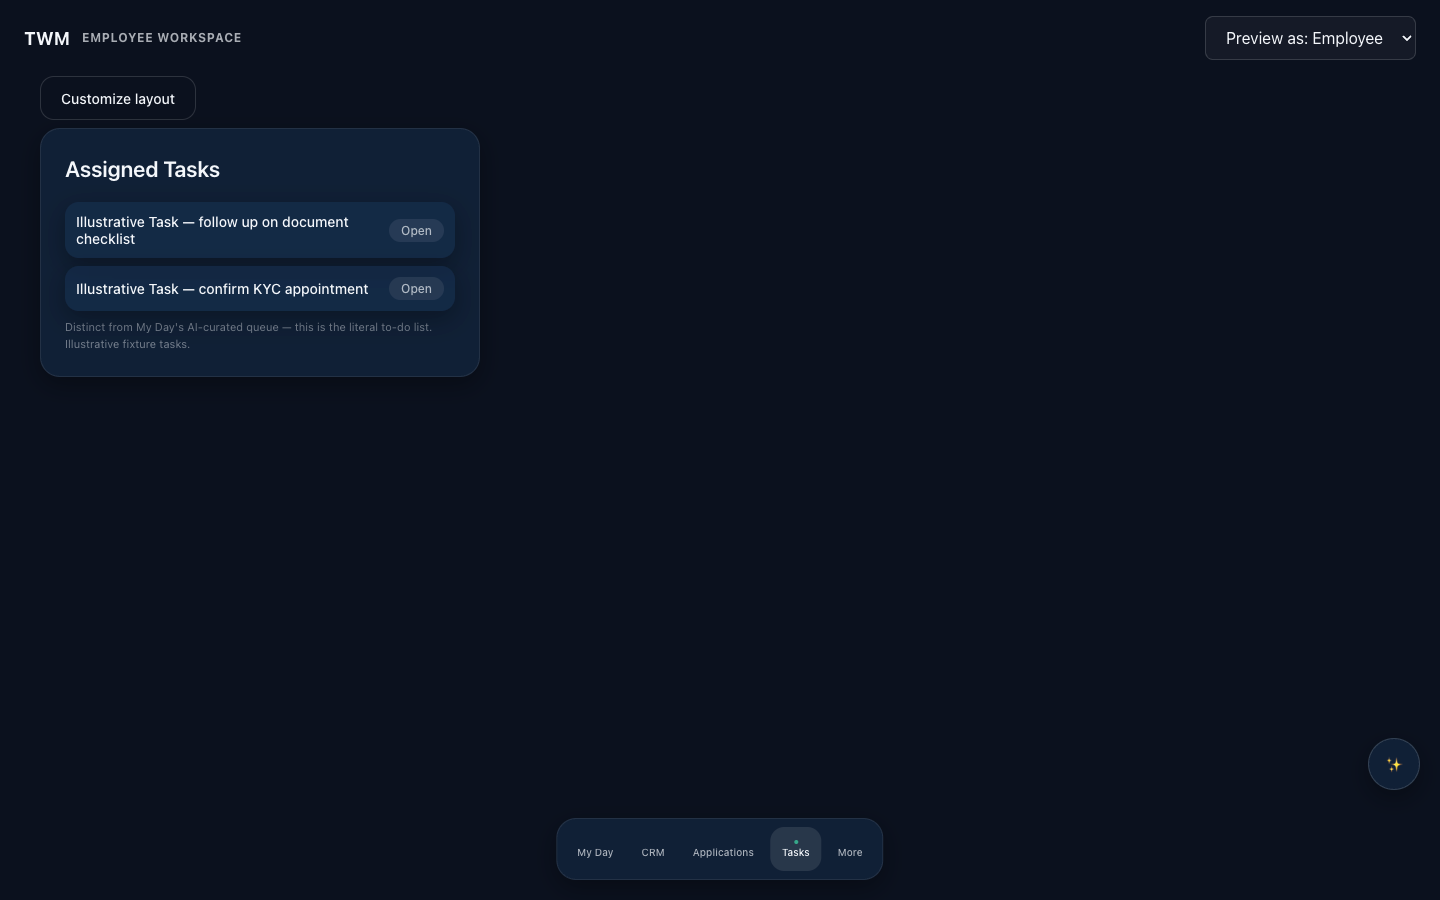 TWM EMPLOYEE WORKSPACE
Preview as: Employee
Customize layout
Assigned Tasks
Illustrative Task — follow up on document
checklist
Open
Illustrative Task — confirm KYC appointment
Open
Distinct from My Day's AI-curated queue — this is the literal to-do list.
Illustrative fixture tasks.
My Day
CRM
Applications
Tasks
More